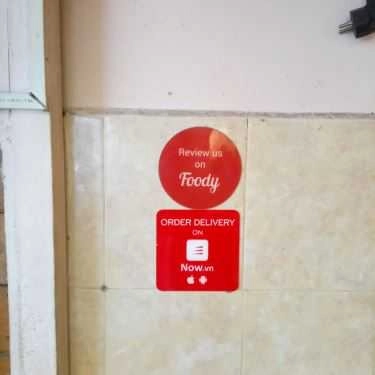 Review us
on
Foody
ORDER DELIVERY
ON
Now.vn